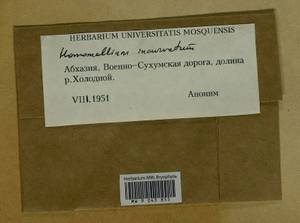 HERBARIUM UNIVERSITATIS MOSQUENSIS
Homomallium incurvatum
Абхазия, Военно-Сухумская дорога, долина
р.Холодной.
VIII.1951 Аноним
Herbarium MW, Bryophyta